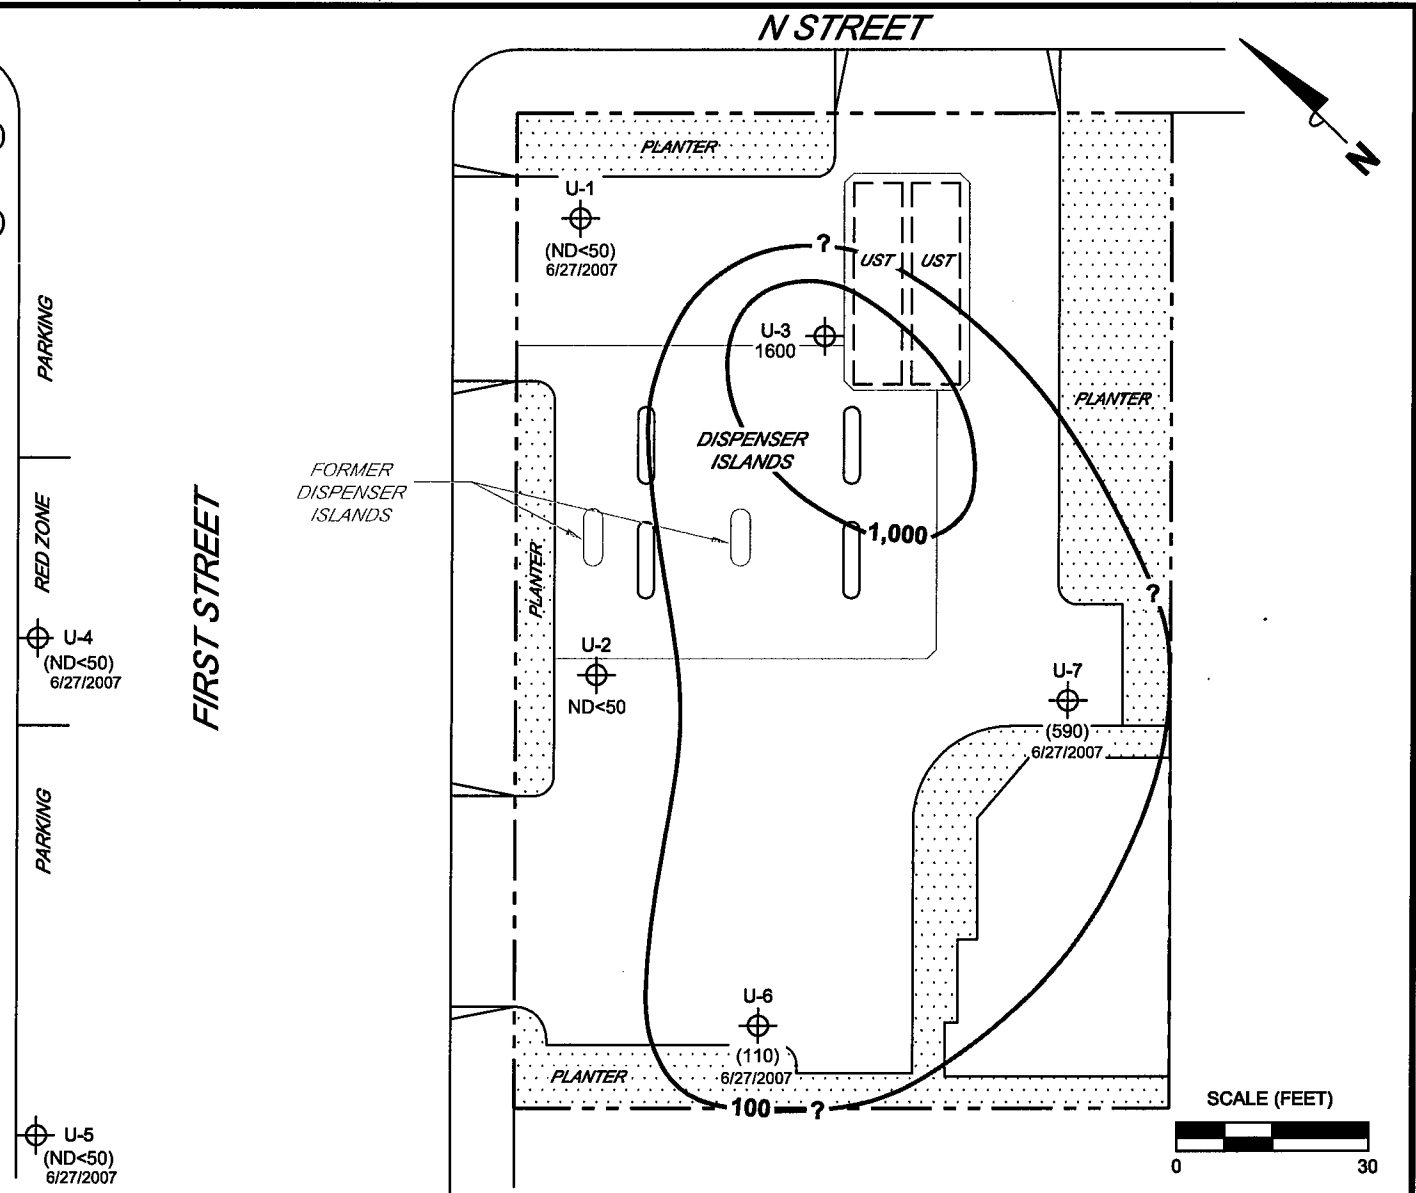 N STREET
N
PLANTER
U-1
(ND<50)
6/27/2007
?
UST
UST
U-3
1600
PARKING
PLANTER
DISPENSER
ISLANDS
FORMER
DISPENSER
ISLANDS
RED ZONE
FIRST STREET
PLANTER
1,000
?
U-4
(ND<50)
6/27/2007
U-2
ND<50
U-7
(590)
6/27/2007
PARKING
U-6
(110)
6/27/2007
PLANTER
100
?
SCALE (FEET)
0
30
U-5
(ND<50)
6/27/2007